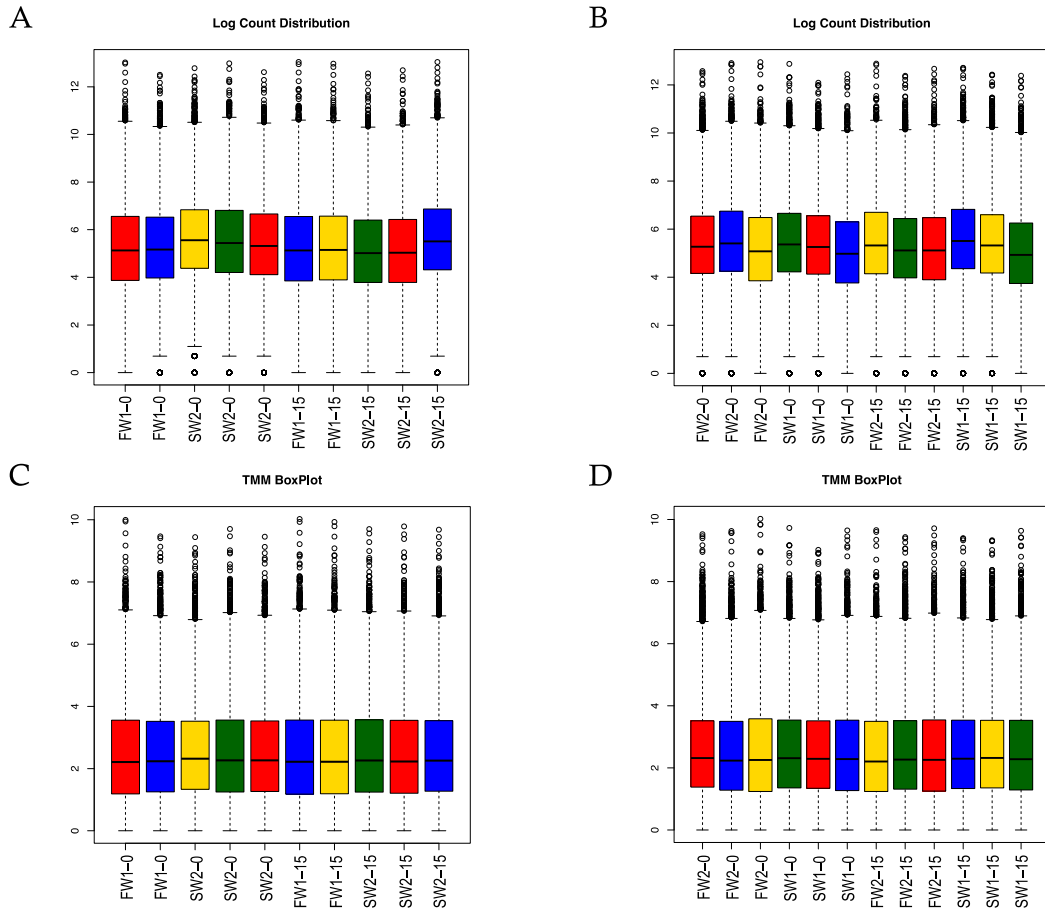 A
Log Count Distribution
0 2 4 6 8 10 12
FW1–0 FW1–0 SW2–0 SW2–0 SW2–0 FW1–15 FW1–15 SW2–15 SW2–15 SW2–15
B
Log Count Distribution
0 2 4 6 8 10 12
FW2–0 FW2–0 FW2–0 SW1–0 SW1–0 SW1–0 FW2–15 FW2–15 FW2–15 SW1–15 SW1–15 SW1–15
C
TMM BoxPlot
0 2 4 6 8 10
FW1–0 FW1–0 SW2–0 SW2–0 SW2–0 FW1–15 FW1–15 SW2–15 SW2–15 SW2–15
D
TMM BoxPlot
0 2 4 6 8 10
FW2–0 FW2–0 FW2–0 SW1–0 SW1–0 SW1–0 FW2–15 FW2–15 FW2–15 SW1–15 SW1–15 SW1–15